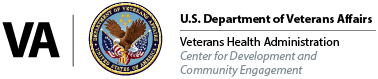 VA
U.S. Department of Veterans Affairs
Veterans Health Administration
Center for Development and
Community Engagement